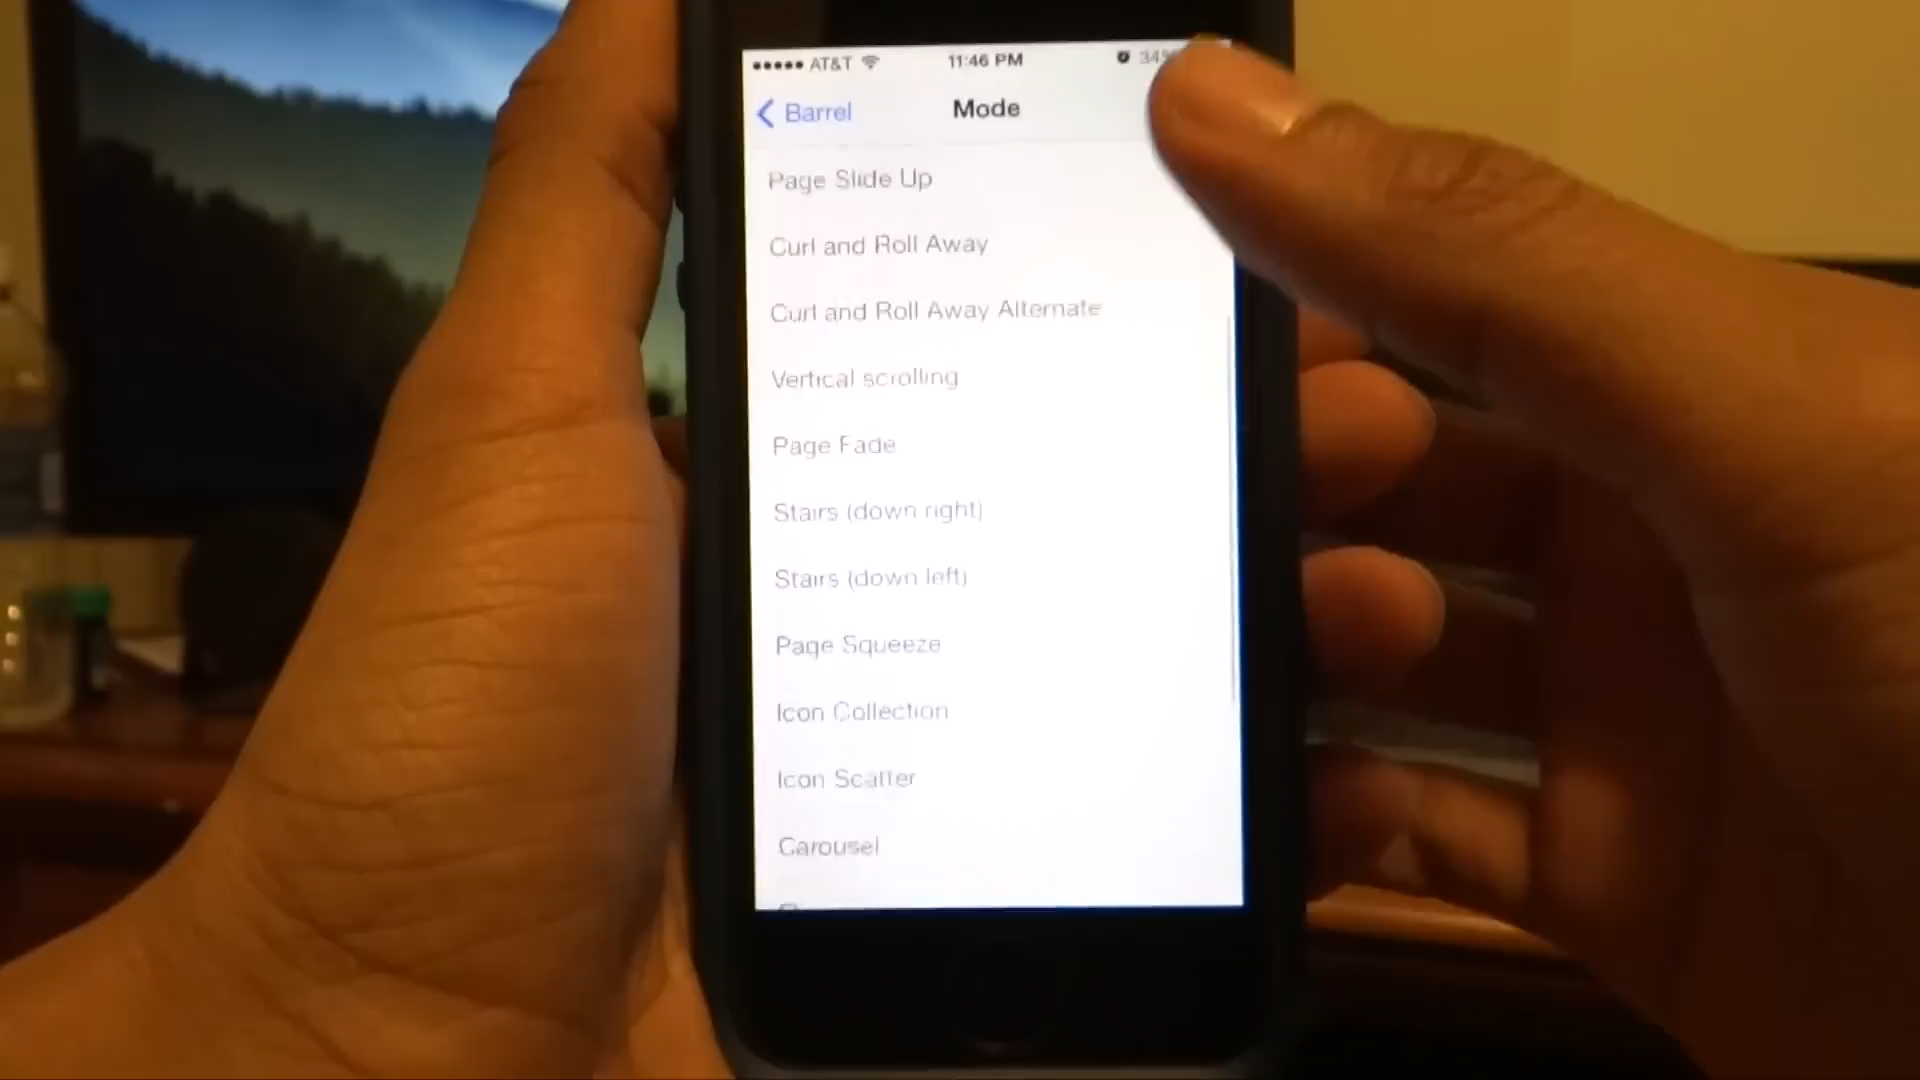 AT&T 11:46 PM 34
Barrel Mode
Page Slide Up
Curl and Roll Away
Curl and Roll Away Alternate
Vertical scrolling
Page Fade
Stairs (down right)
Stairs (down left)
Page Squeeze
Icon Collection
Icon Scatter
Carousel